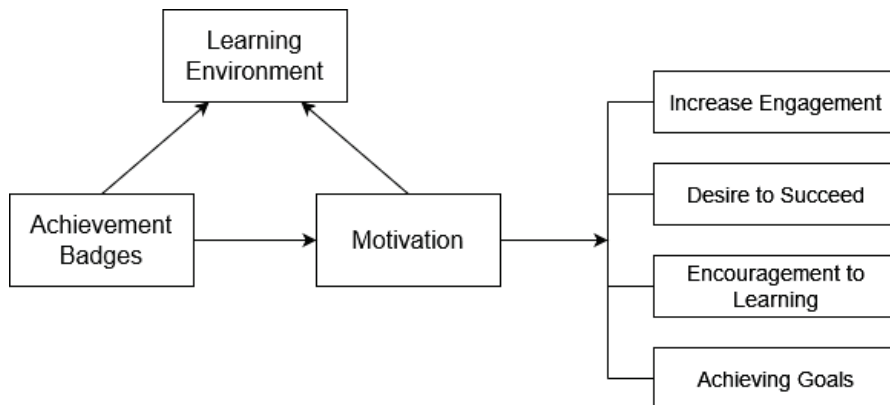 Learning
Environment
Increase Engagement
Desire to Succeed
Achievement
Badges
Motivation
Encouragement to
Learning
Achieving Goals